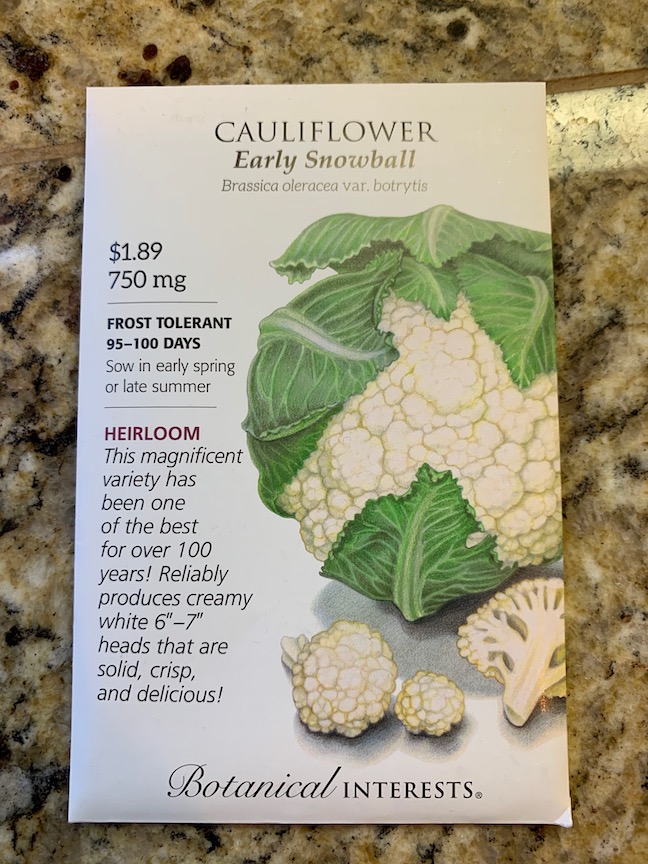 CAULIFLOWER
Early Snowball
Brassica oleracea var. botrytis
$1.89
750 mg
FROST TOLERANT
95–100 DAYS
Sow in early spring
or late summer
HEIRLOOM
This magnificent
variety has
been one
of the best
for over 100
years! Reliably
produces creamy
white 6"–7"
heads that are
solid, crisp,
and delicious!
Botanical INTERESTS®